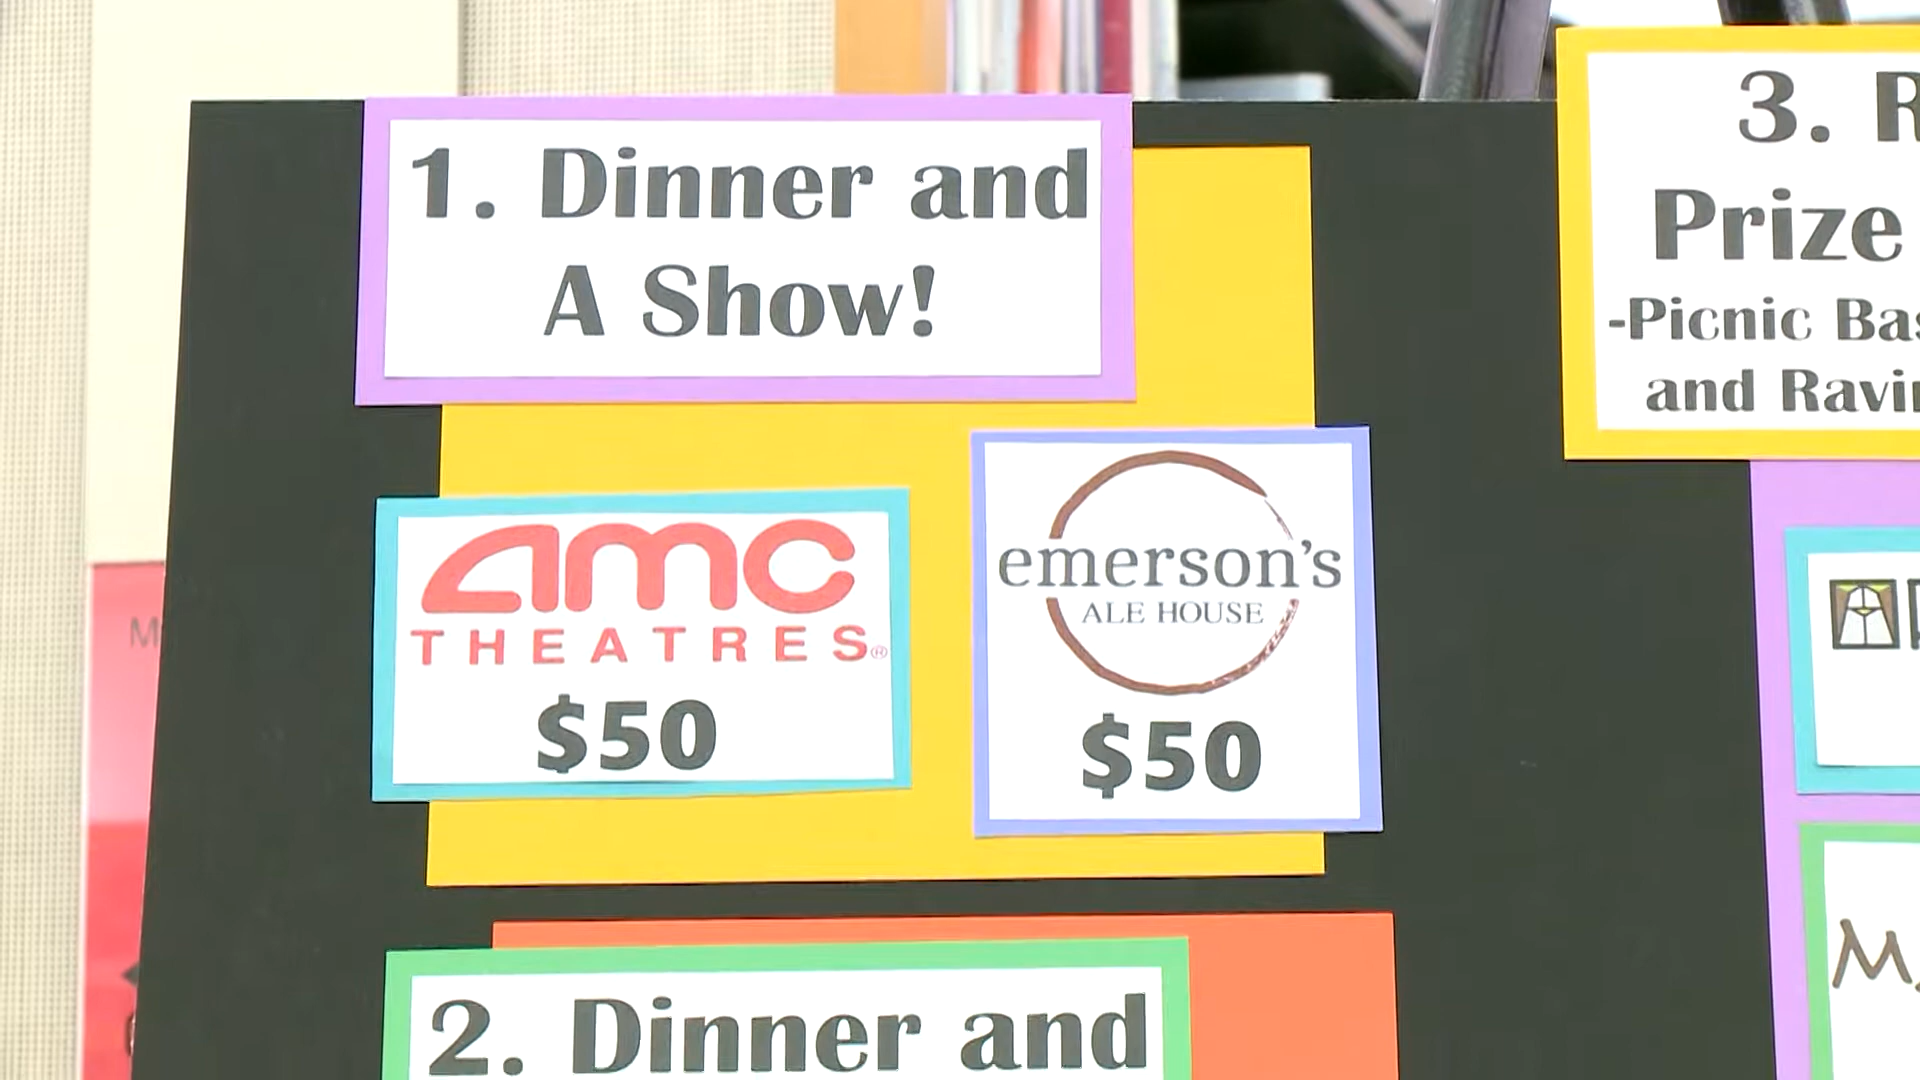 1. Dinner and
A Show!
amc
THEATRES®
$50
emerson's
ALE HOUSE
$50
2. Dinner and
3.
Prize
-Picnic
and